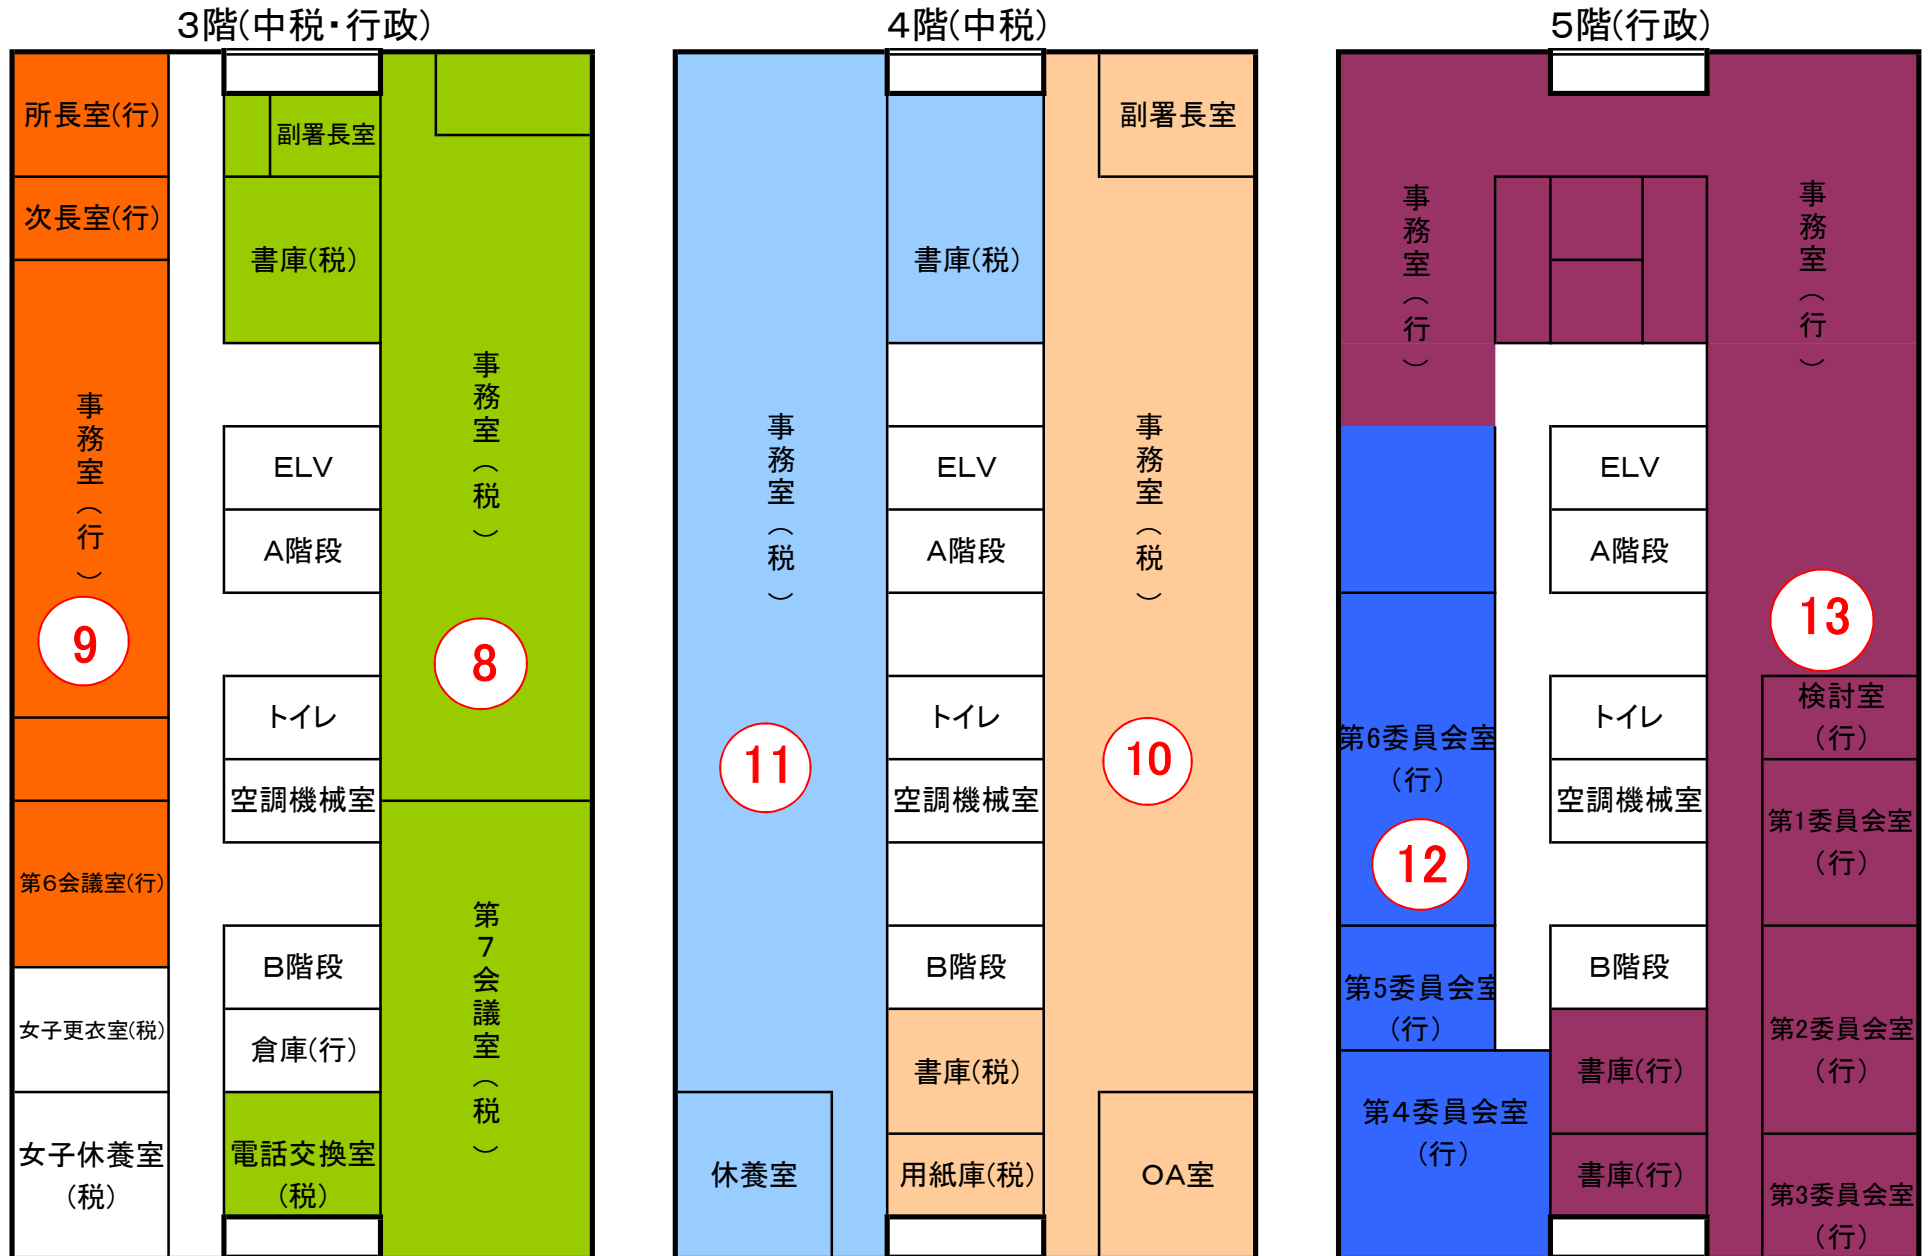 3階(中税・行政)
所長室(行)
副署長室
次長室(行)
書庫(税)
事務室(行)
事務室(税)
ELV
A階段
9
8
トイレ
空調機械室
第6会議室(行)
第7会議室(税)
B階段
女子更衣室(税)
倉庫(行)
女子休養室
(税)
電話交換室
(税)
4階(中税)
副署長室
書庫(税)
事務室(税)
事務室(税)
ELV
A階段
11
10
トイレ
空調機械室
B階段
書庫(税)
休養室
用紙庫(税)
OA室
5階(行政)
事務室(行)
事務室(行)
ELV
A階段
13
検討室
(行)
トイレ
第6委員会室
(行)
空調機械室
第1委員会室
(行)
12
B階段
第5委員会室
(行)
第2委員会室
(行)
書庫(行)
第4委員会室
(行)
書庫(行)
第3委員会室
(行)